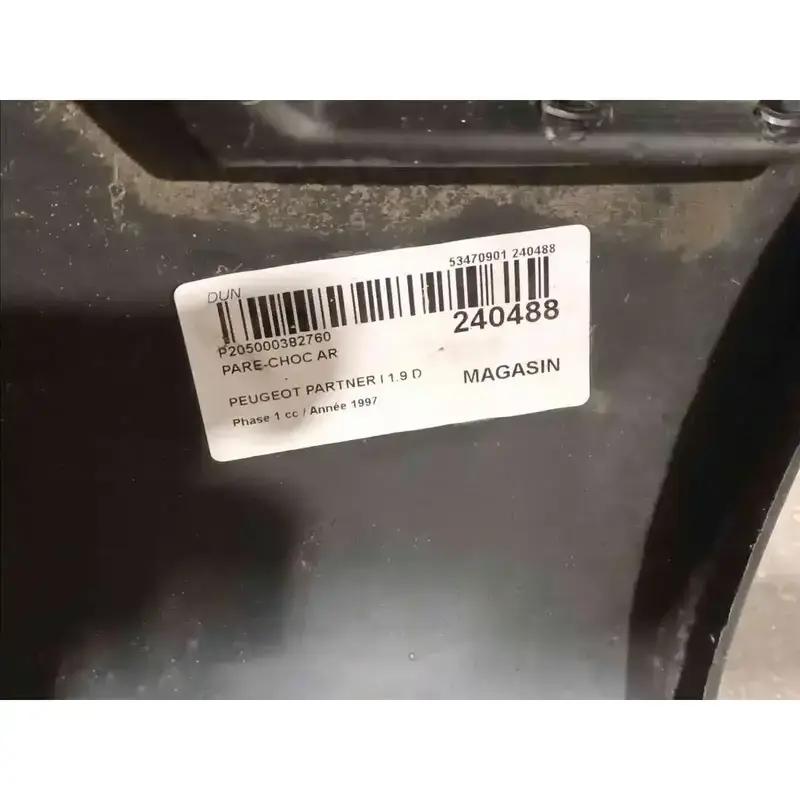 DUN
53470901 240488
P205000382760
240488
PARE-CHOC AR
PEUGEOT PARTNER I 1.9 D
MAGASIN
Phase 1 cc / Année 1997